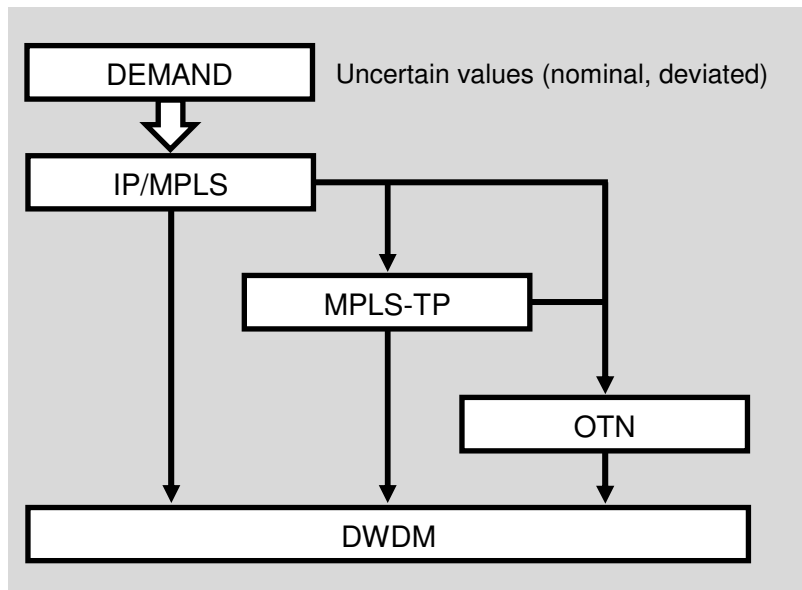 DEMAND
Uncertain values (nominal, deviated)
IP/MPLS
MPLS-TP
OTN
DWDM